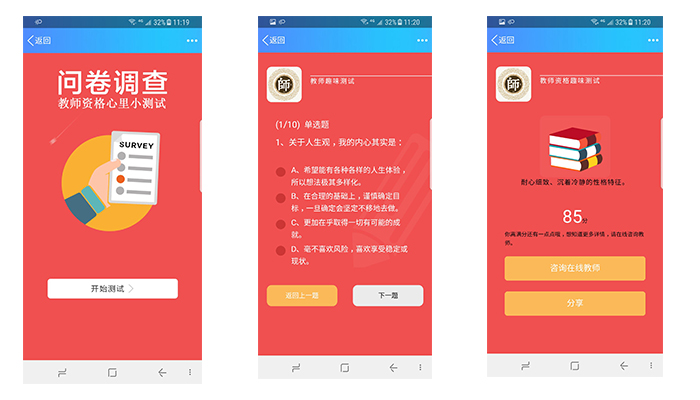 32% 11:19
返回
问卷调查
教师资格心里小测试
SURVEY
开始测试
32% 11:20
返回
師
教师趣味测试
(1/10) 单选题
1、关于人生观，我的内心其实是：
A、希望能有各种各样的人生体验，
所以想法极其多样化。
B、在合理的基础上，谨慎确定目
标，一旦确定会坚定不移地去做。
C、更加在乎取得一切有可能的成
就。
D、毫不喜欢风险，喜欢享受稳定或
现状。
返回上一题
下一题
32% 11:20
返回
師
教师资格趣味测试
耐心细致、沉着冷静的性格特征。
85分
你离满分还有一点点哦，想知道更多详情，请在线咨询教
师。
咨询在线教师
分享